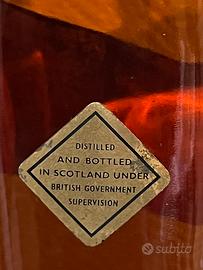 DISTILLED
AND BOTTLED
IN SCOTLAND UNDER
BRITISH GOVERNMENT
SUPERVISION
subito